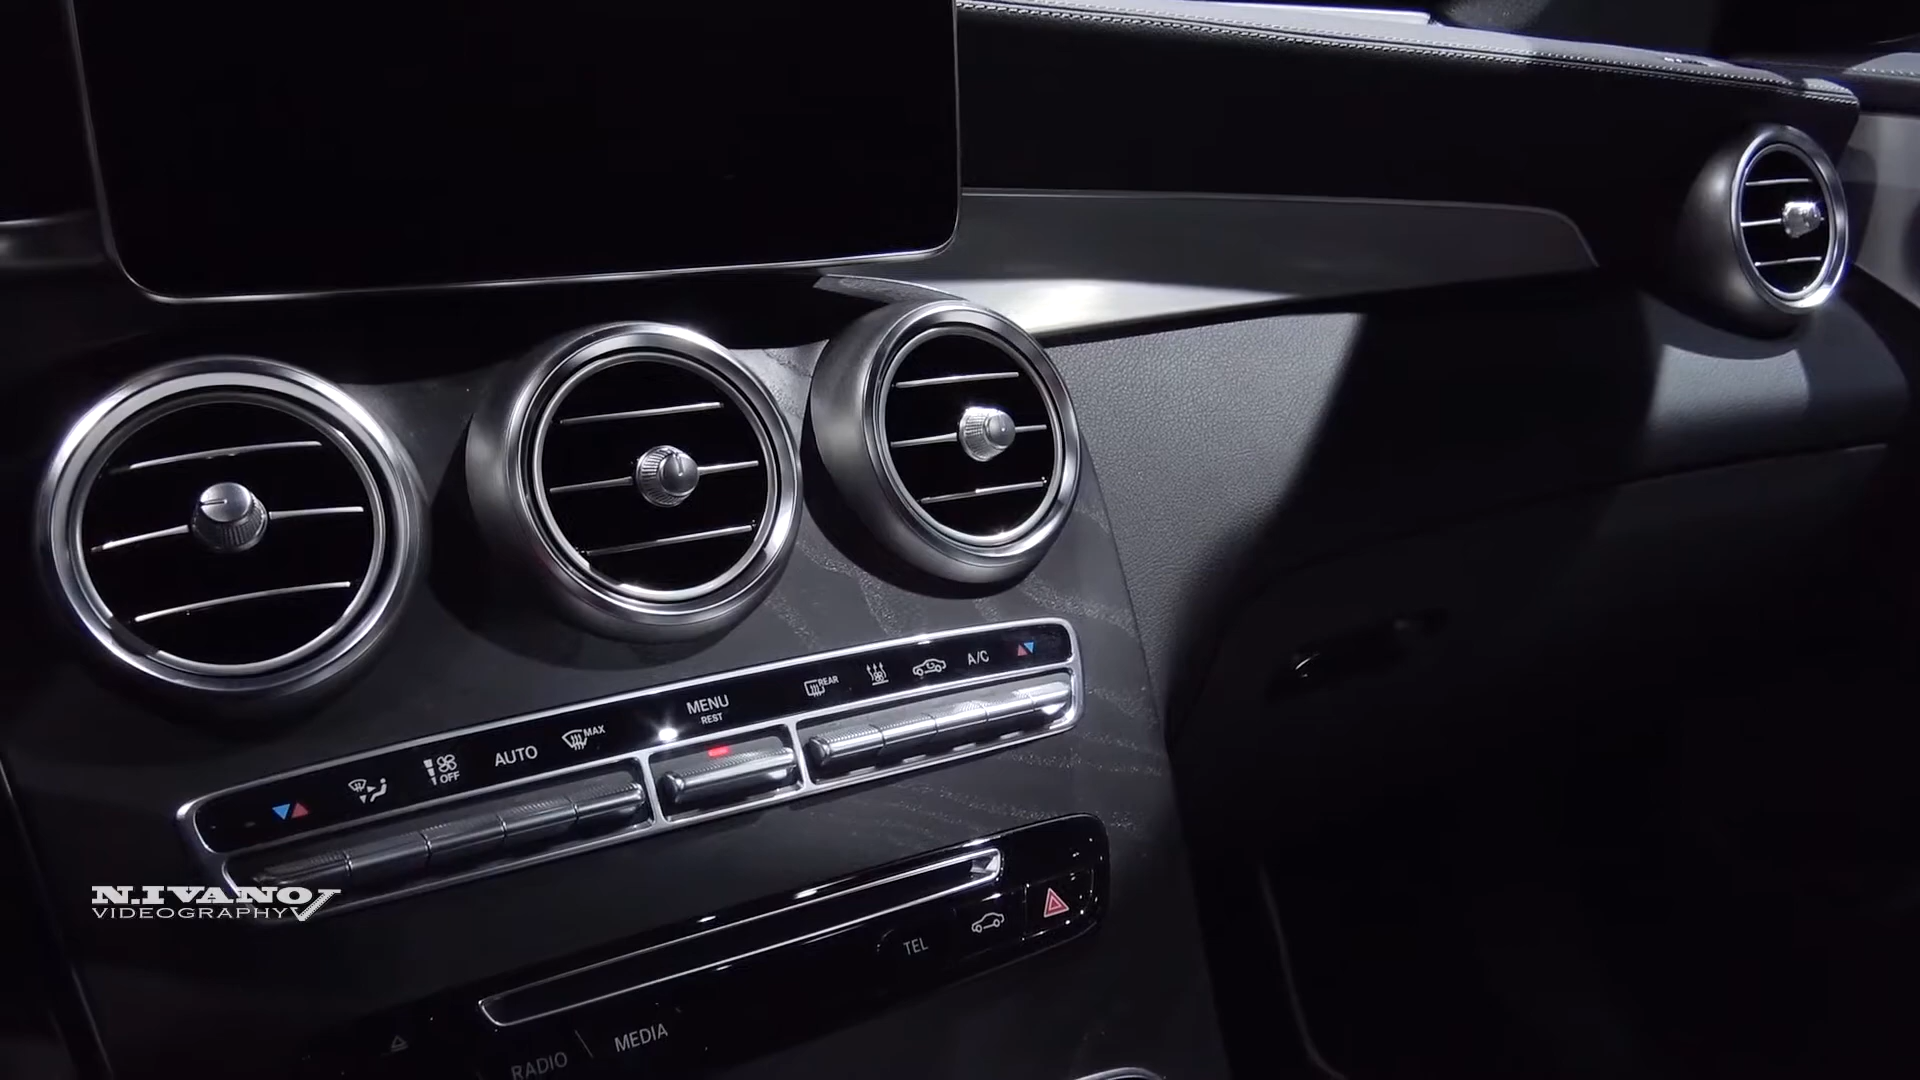 MENU
REST
REAR
A/C
MAX
AUTO
OFF
N.IVANOV
VIDEOGRAPHY
TEL
MEDIA
RADIO